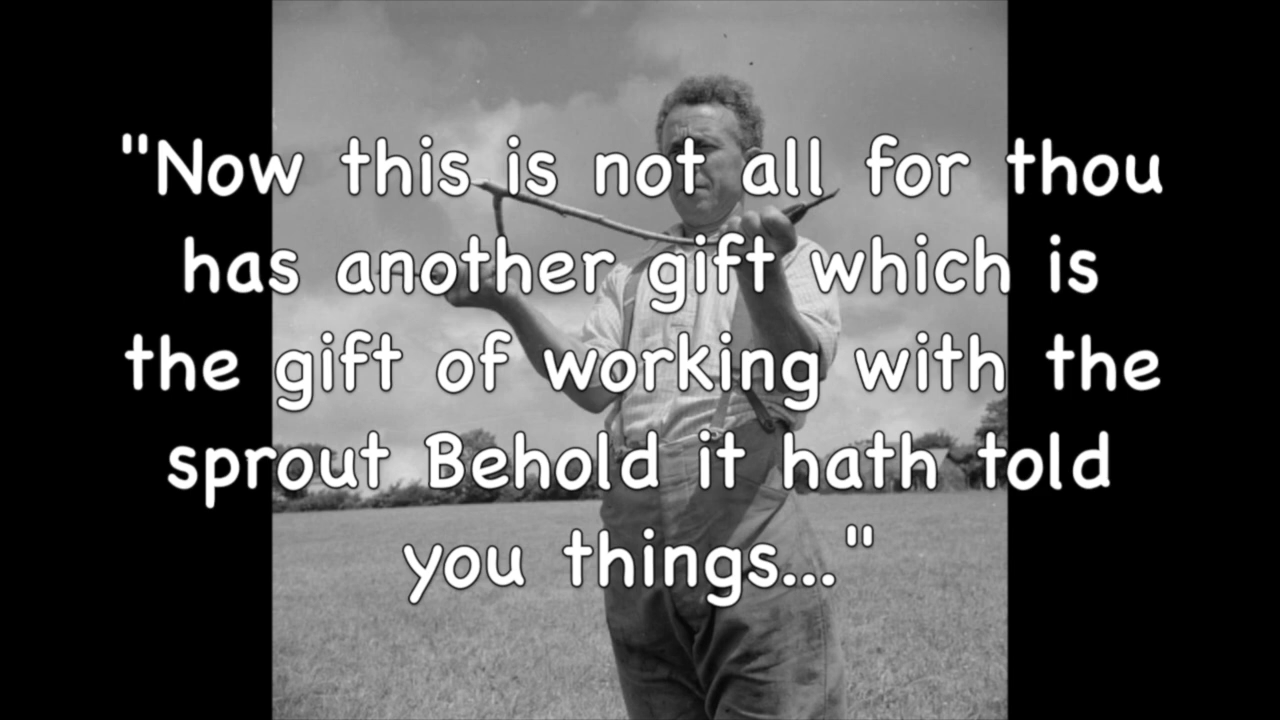 "Now this is not all for thou
has another gift which is
the gift of working with the
sprout Behold it hath told
you things..."